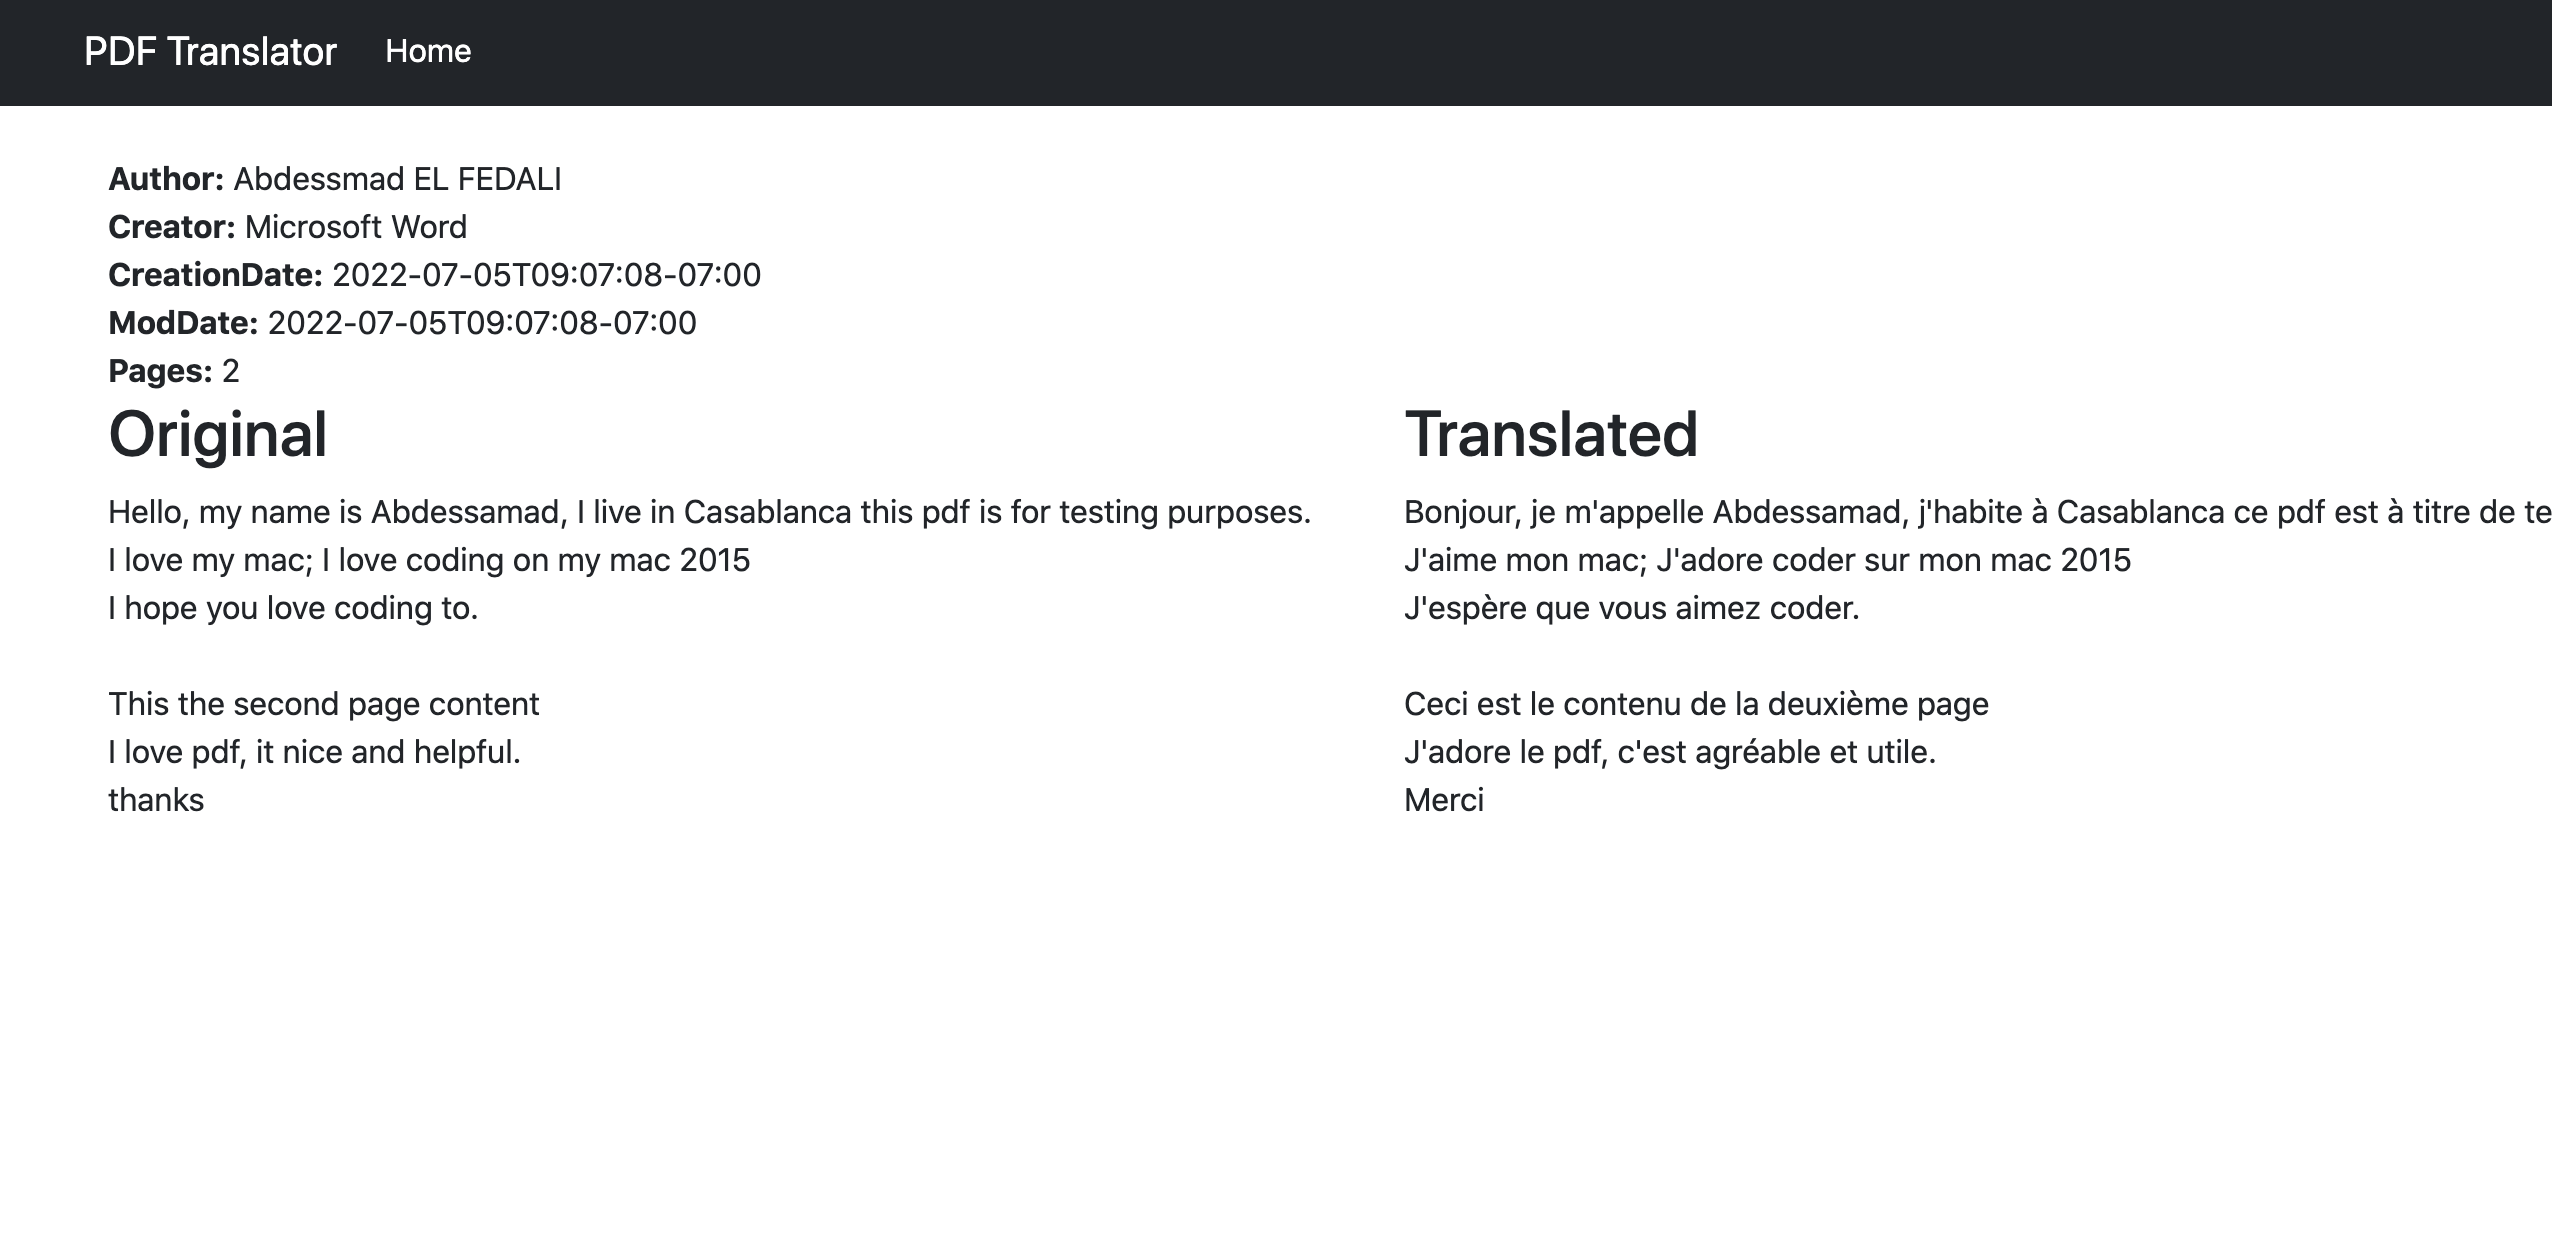 PDF Translator Home
Author: Abdessmad EL FEDALI
Creator: Microsoft Word
CreationDate: 2022-07-05T09:07:08-07:00
ModDate: 2022-07-05T09:07:08-07:00
Pages: 2
Original
Hello, my name is Abdessamad, I live in Casablanca this pdf is for testing purposes.
I love my mac; I love coding on my mac 2015
I hope you love coding to.
This the second page content
I love pdf, it nice and helpful.
thanks
Translated
Bonjour, je m'appelle Abdessamad, j'habite à Casablanca ce pdf est à titre de
J'aime mon mac; J'adore coder sur mon mac 2015
J'espère que vous aimez coder.
Ceci est le contenu de la deuxième page
J'adore le pdf, c'est agréable et utile.
Merci